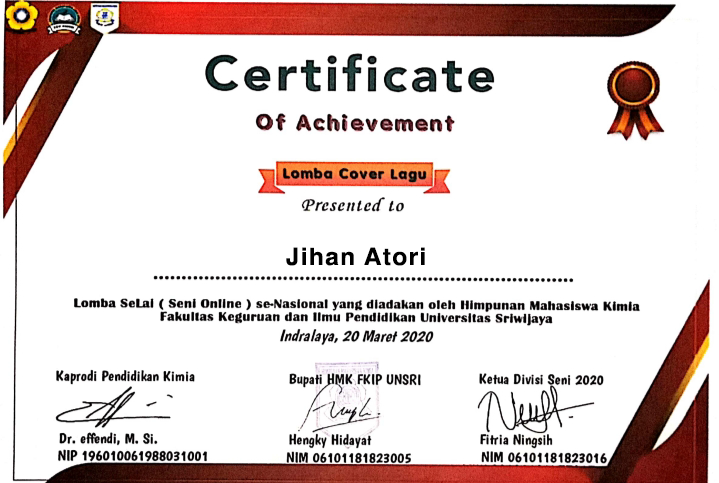 Certificate
Of Achievement
Lomba Cover Lagu
Presented to
Jihan Atori
Lomba SeLai ( Seni Online ) se-Nasional yang diadakan oleh Himpunan Mahasiswa Kimia
Fakultas Keguruan dan Ilmu Pendidikan Universitas Sriwijaya
Indralaya, 20 Maret 2020
Kaprodi Pendidikan Kimia
Bupati HMK FKIP UNSRI
Ketua Divisi Seni 2020
Dr. effendi, M. Si.
Hengky Hidayat
Fitria Ningsih
NIP 196010061988031001
NIM 06101181823005
NIM 06101181823016